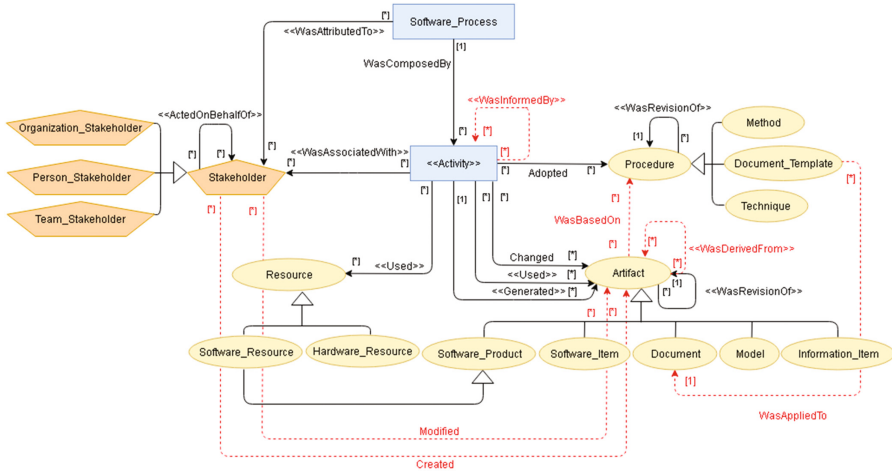 [*]
Software_Process
<<WasAttributedTo>>
[1]
WasComposedBy
<<WasInformedBy>>
[*]
[*]
[*]
<<ActedOnBehalfOf>>
[*]
[*]
[*]
Organization_Stakeholder
Person_Stakeholder
Team_Stakeholder
Stakeholder
<<WasAssociatedWith>>
[*]
[*]
<<Activity>>
[*]
Adopted
[*]
<<WasRevisionOf>>
[1]
[*]
Procedure
Method
Document_Template
Technique
[*]
[*]
[*]
[*]
[1]
[*]
[*]
[*]
WasBasedOn
[*]
[*]
[*]
<<WasDerivedFrom>>
Resource
[*]
<<Used>>
Changed
[*]
<<Used>>
[*]
<<Generated>>
[*]
Artifact
[*]
[1]
[*]
<<WasRevisionOf>>
[*]
[*]
Software_Resource
Hardware_Resource
Software_Product
Software_Item
Document
Model
Information_Item
[1]
WasAppliedTo
Modified
Created